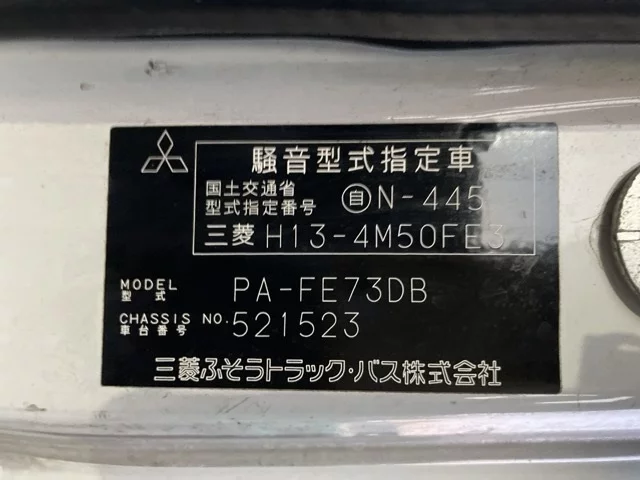 騒音型式指定車
国土交通省
型式指定番号 自N-445
三菱 H13-4M50FE3
MODEL
型式 PA-FE73DB
CHASSIS NO.
車台番号 521523
三菱ふそうトラック・バス株式会社